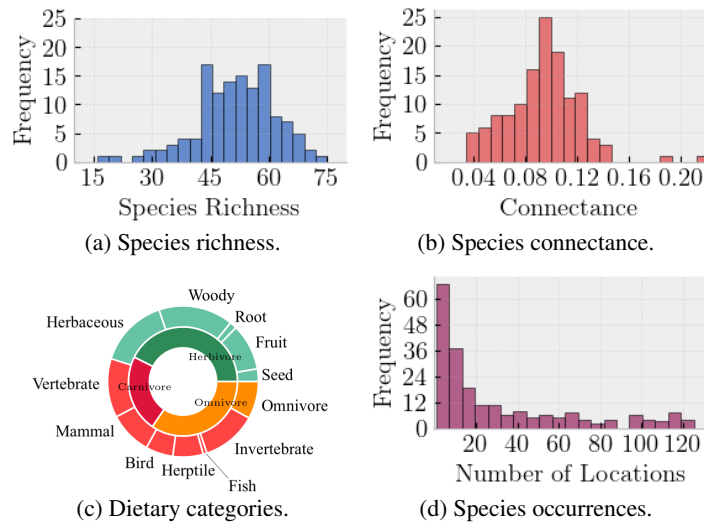 25
20
15
10
5
0
Frequency
15 30 45 60 75
Species Richness
(a) Species richness.
25
20
15
10
5
0
Frequency
0.04 0.08 0.12 0.16 0.20
Connectance
(b) Species connectance.
Woody
Root
Fruit
Seed
Herbaceous
Herbivore
Vertebrate
Carnivore
Omnivore
Omnivore
Mammal
Invertebrate
Bird
Herptile
Fish
(c) Dietary categories.
60
48
36
24
12
0
Frequency
20 40 60 80 100 120
Number of Locations
(d) Species occurrences.